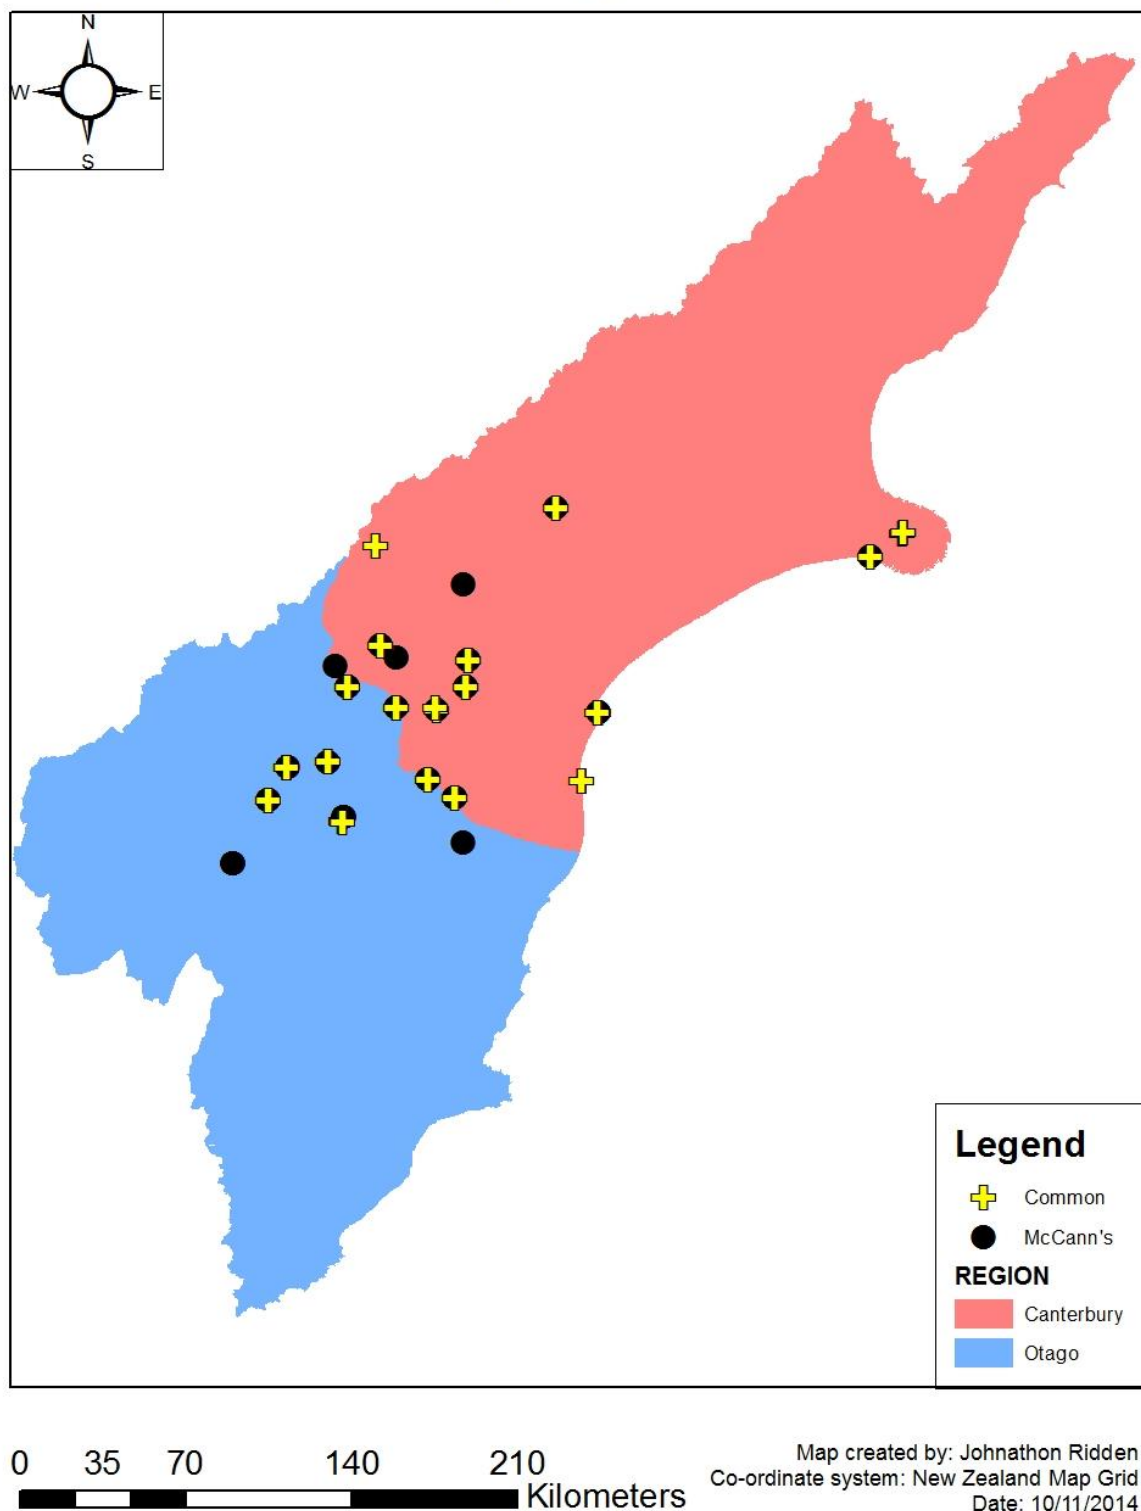 N
W E
S
Legend
Common
McCann's
REGION
Canterbury
Otago
0 35 70 140 210
Kilometers
Map created by: Johnathon Ridden
Co-ordinate system: New Zealand Map Grid
Date: 10/11/2014